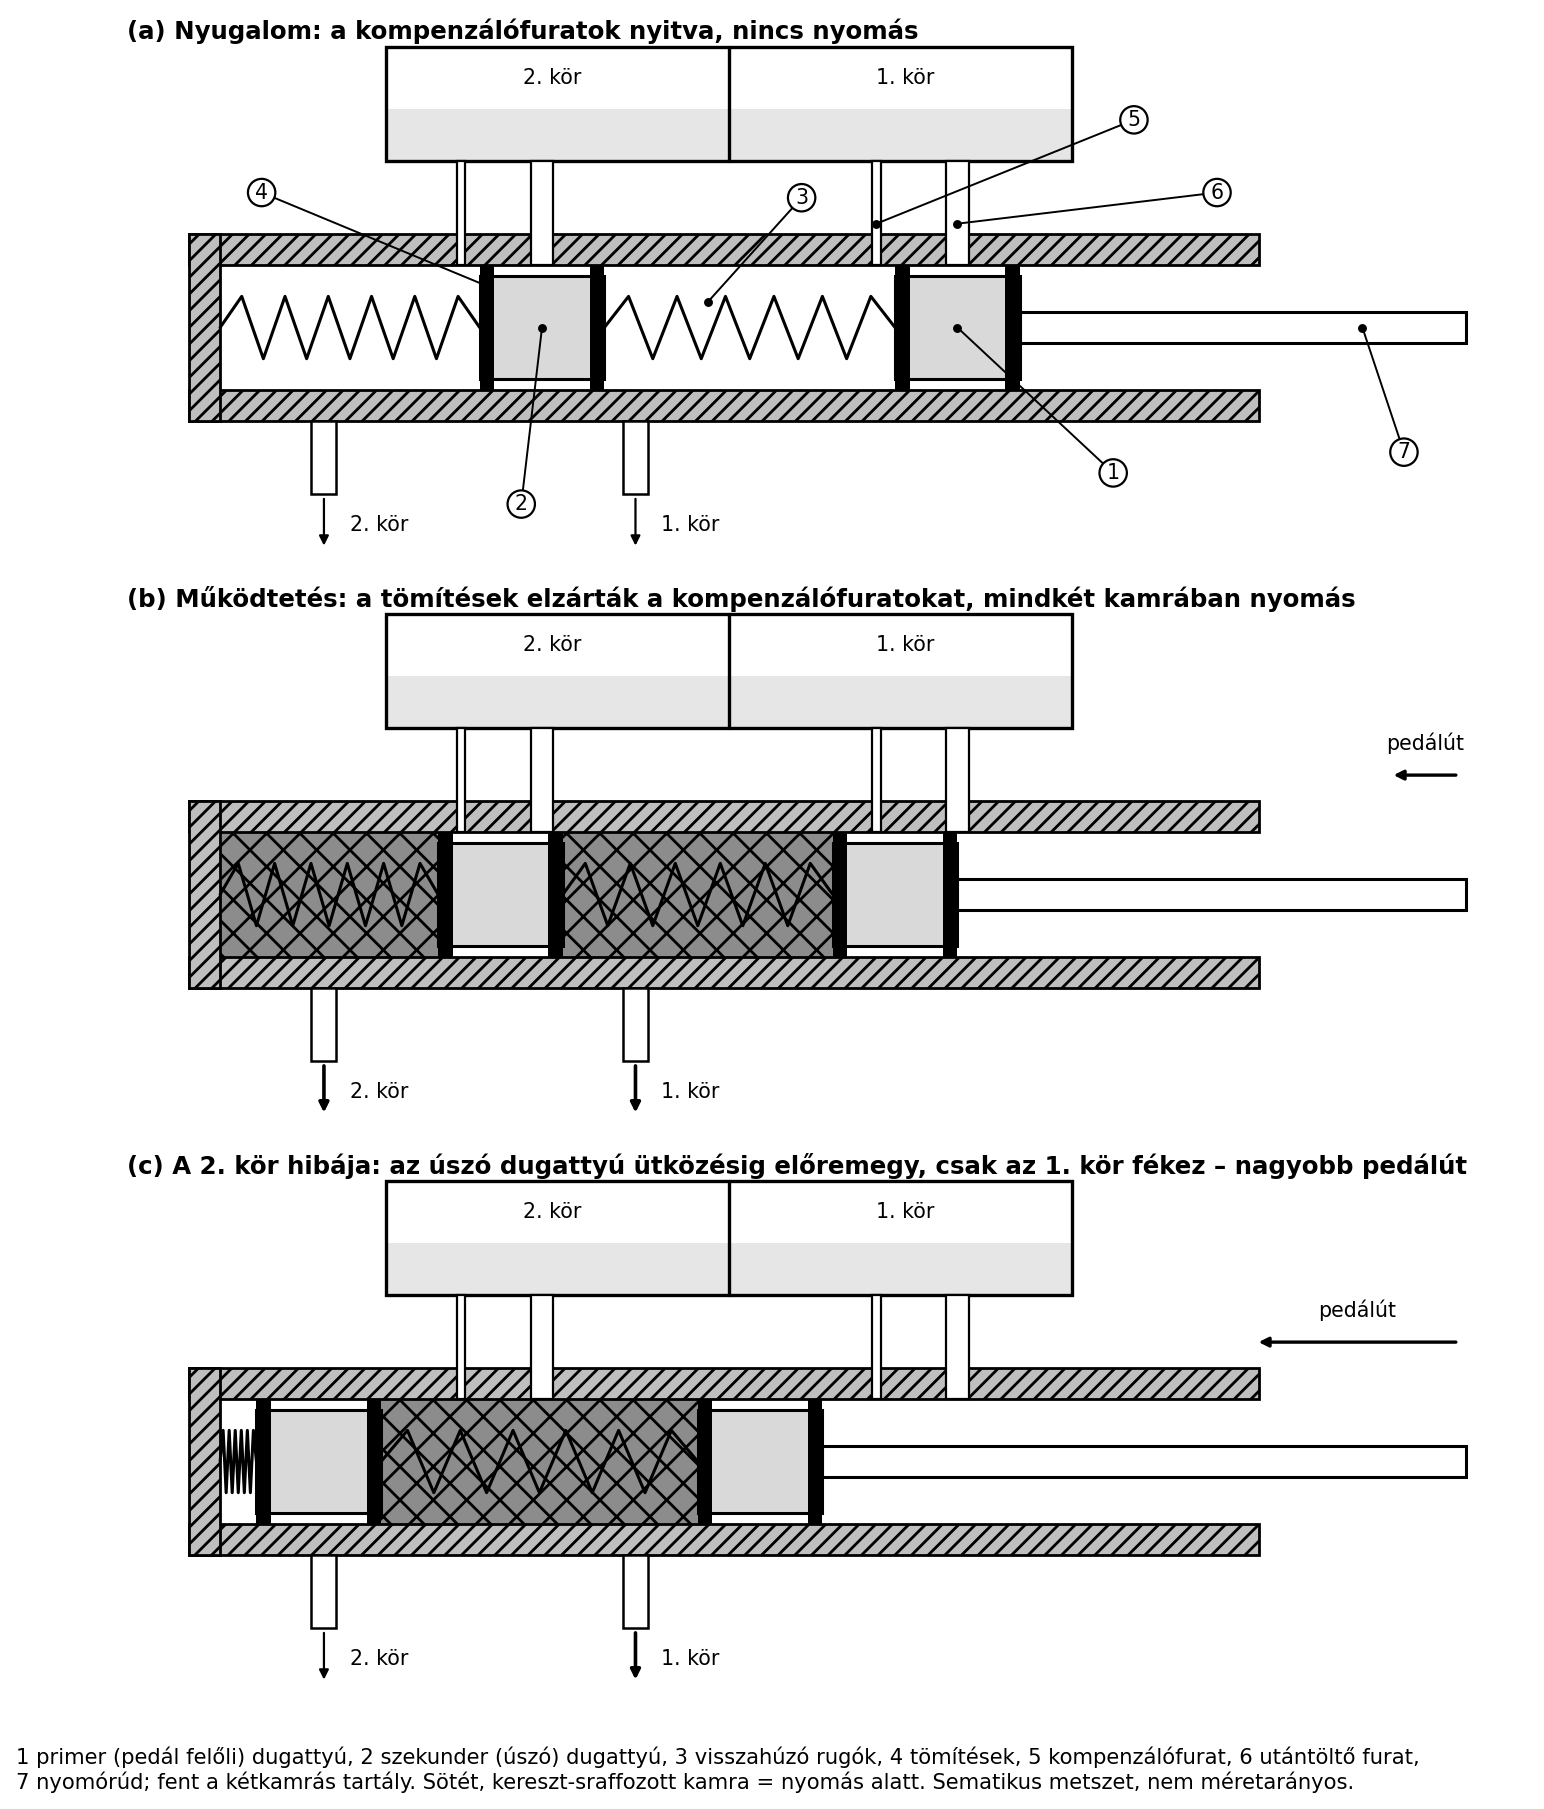 (a) Nyugalom: a kompenzálófuratok nyitva, nincs nyomás
2. kör
1. kör
5
4
3
6
7
1
2
2. kör
1. kör
(b) Működtetés: a tömítések elzárták a kompenzálófuratokat, mindkét kamrában nyomás
2. kör
1. kör
pedálút
2. kör
1. kör
(c) A 2. kör hibája: az úszó dugattyú ütközésig előremegy, csak az 1. kör fékez – nagyobb pedálút
2. kör
1. kör
pedálút
2. kör
1. kör
1 primer (pedál felőli) dugattyú, 2 szekunder (úszó) dugattyú, 3 visszahúzó rugók, 4 tömítések, 5 kompenzálófurat, 6 utántöltő furat,
7 nyomórúd; fent a kétkamrás tartály. Sötét, kereszt-sraffozott kamra = nyomás alatt. Sematikus metszet, nem méretarányos.